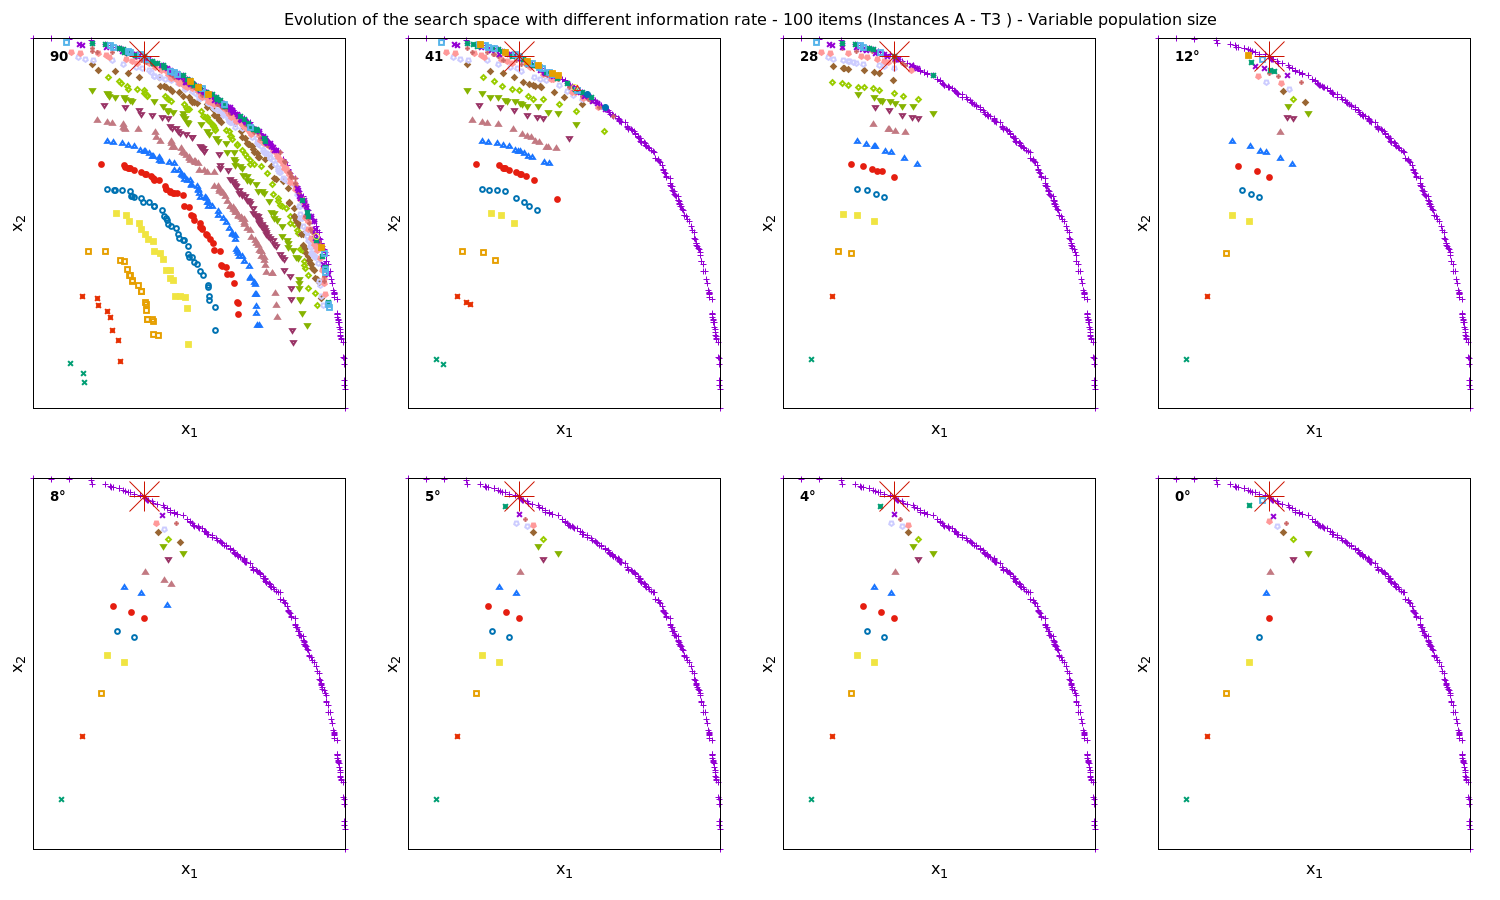 Evolution of the search space with different information rate - 100 items (Instances A - T3 ) - Variable population size
90
41
28
12°
x2
x2
x2
x2
x1
x1
x1
x1
8°
5°
4°
0°
x2
x2
x2
x2
x1
x1
x1
x1